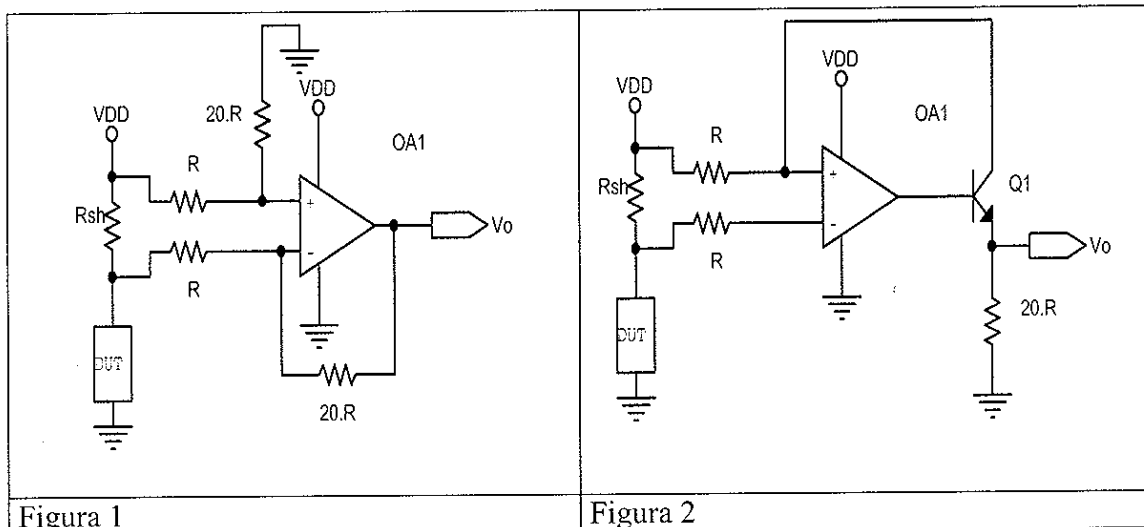 VDD
20.R
VDD
OA1
R
Rsh
+
-
Vo
R
DUT
20.R
Figura 1
VDD
VDD
OA1
R
Rsh
+
-
Q1
R
Vo
DUT
20.R
Figura 2